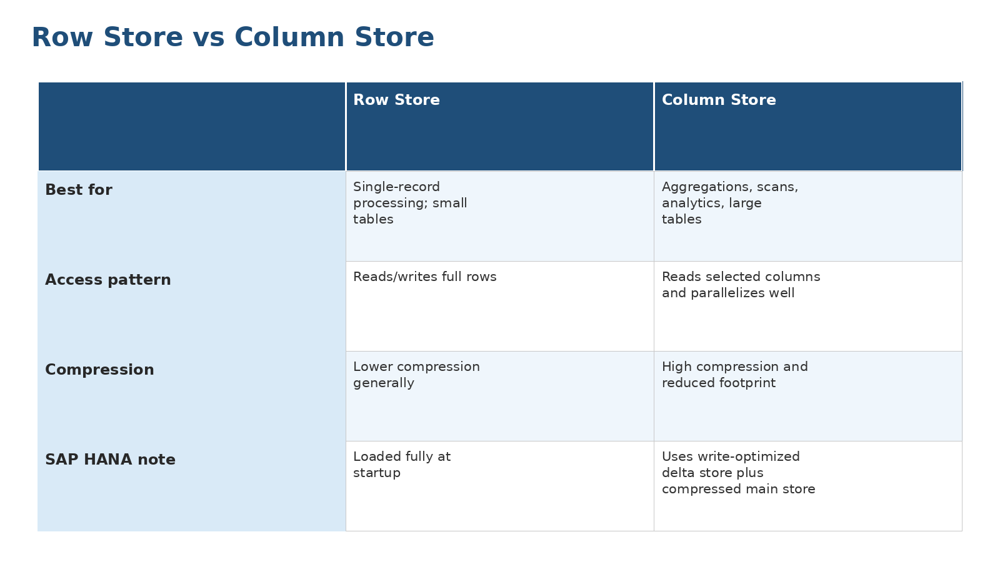 Row Store vs Column Store
Row Store
Column Store
Best for
Single-record
processing; small
tables
Aggregations, scans,
analytics, large
tables
Access pattern
Reads/writes full rows
Reads selected columns
and parallelizes well
Compression
Lower compression
generally
High compression and
reduced footprint
SAP HANA note
Loaded fully at
startup
Uses write-optimized
delta store plus
compressed main store